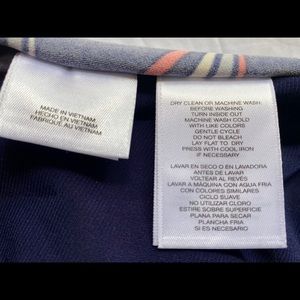 MADE IN VIETNAM
HECHO EN VIETNAM
FABRIQUE AU VIETNAM
DRY CLEAN OR MACHINE WASH:
BEFORE WASHING
TURN INSIDE OUT
MACHINE WASH COLD
WITH LIKE COLORS
GENTLE CYCLE
DO NOT BLEACH
LAY FLAT TO DRY
PRESS WITH COOL IRON
IF NECESSARY
LAVAR EN SECO O EN LAVADORA
ANTES DE LAVAR
VOLTEAR AL REVÉS
LAVAR A MÁQUINA CON AGUA FRIA
CON COLORES SIMILARES
CICLO SUAVE
NO UTILIZAR CLORO
ESTIRE SOBRE SUPERFICIE
PLANA PARA SECAR
PLANCHA FRIA
SI ES NECESARIO